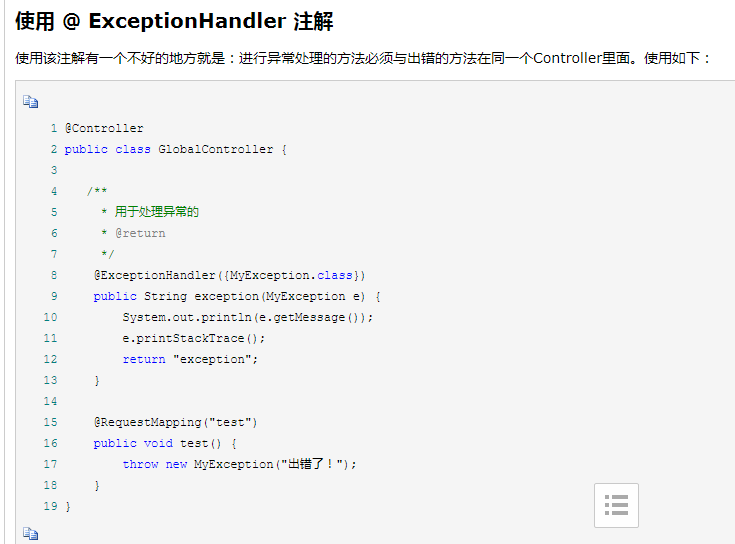 使用 @ ExceptionHandler 注解
使用该注解有一个不好的地方就是：进行异常处理的方法必须与出错的方法在同一个Controller里面。使用如下：
1 @Controller
2 public class GlobalController {
3
4    /**
5      * 用于处理异常的
6      * @return
7      */
8     @ExceptionHandler({MyException.class})
9     public String exception(MyException e) {
10         System.out.println(e.getMessage());
11         e.printStackTrace();
12         return "exception";
13     }
14
15     @RequestMapping("test")
16     public void test() {
17         throw new MyException("出错了！");
18     }
19 }